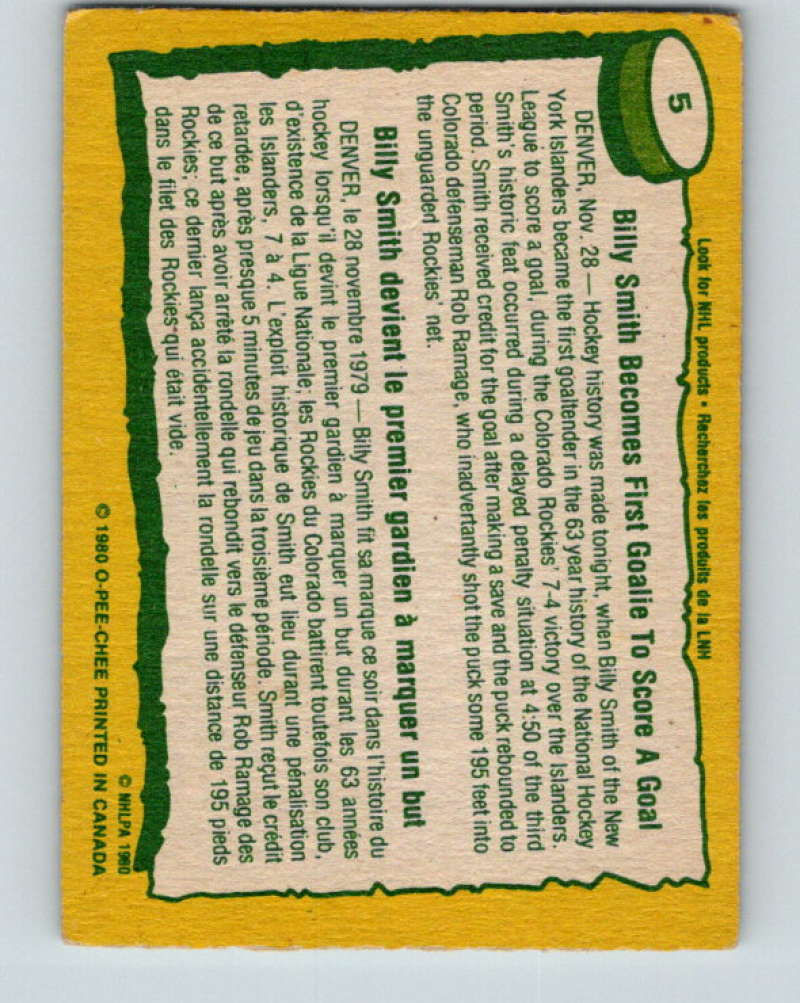 5
Look for NHL products • Recherchez les produits de la LNH
Billy Smith Becomes First Goalie To Score A Goal
DENVER, Nov. 28 — Hockey history was made tonight, when Billy Smith of the New
York Islanders became the first goaltender in the 63 year history of the National Hockey
League to score a goal, during the Colorado Rockies' 7-4 victory over the Islanders.
Smith's historic feat occurred during a delayed penalty situation at 4:50 of the third
period. Smith received credit for the goal after making a save and the puck rebounded to
Colorado defenseman Rob Ramage, who inadvertantly shot the puck some 195 feet into
the unguarded Rockies' net.
Billy Smith devient le premier gardien à marquer un but
DENVER, le 28 novembre 1979 — Billy Smith fit sa marque ce soir dans l'histoire du
hockey lorsqu'il devint le premier gardien à marquer un but durant les 63 années
d'existence de la Ligue Nationale; les Rockies du Colorado battirent toutefois son club,
les Islanders, 7 à 4. L'exploit historique de Smith eut lieu durant une pénalisation
retardée, après presque 5 minutes de jeu dans la troisième période. Smith reçut le crédit
de ce but après avoir arrêté la rondelle qui rebondit vers le défenseur Rob Ramage des
Rockies; ce dernier lança accidentellement la rondelle sur une distance de 195 pieds
dans le filet des Rockies qui était vide.
© NHLPA 1980
© 1980 O-PEE-CHEE PRINTED IN CANADA